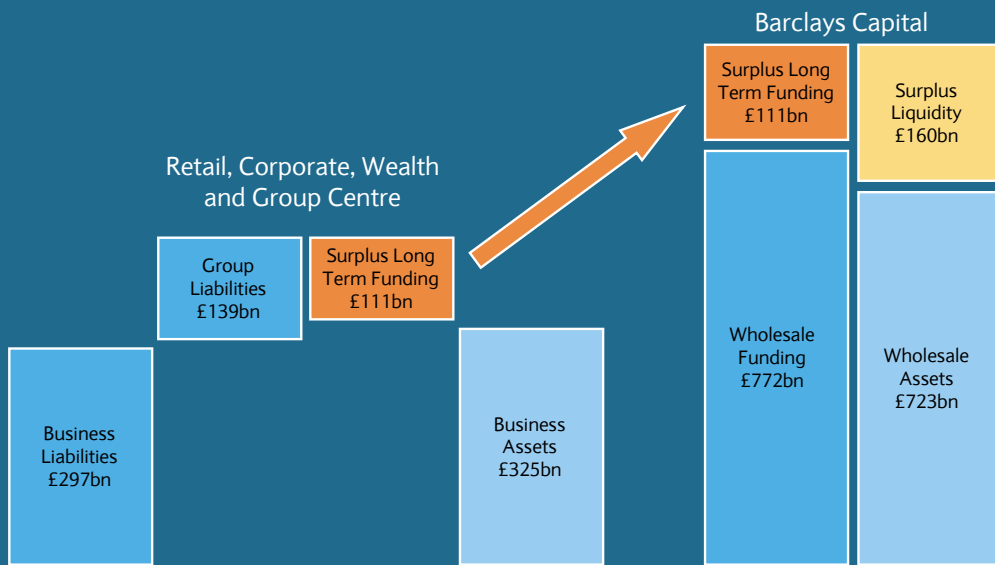 Barclays Capital
Surplus Long
Term Funding
£111bn
Surplus
Liquidity
£160bn
Retail, Corporate, Wealth
and Group Centre
Group
Liabilities
£139bn
Surplus Long
Term Funding
£111bn
Wholesale
Funding
£772bn
Wholesale
Assets
£723bn
Business
Liabilities
£297bn
Business
Assets
£325bn